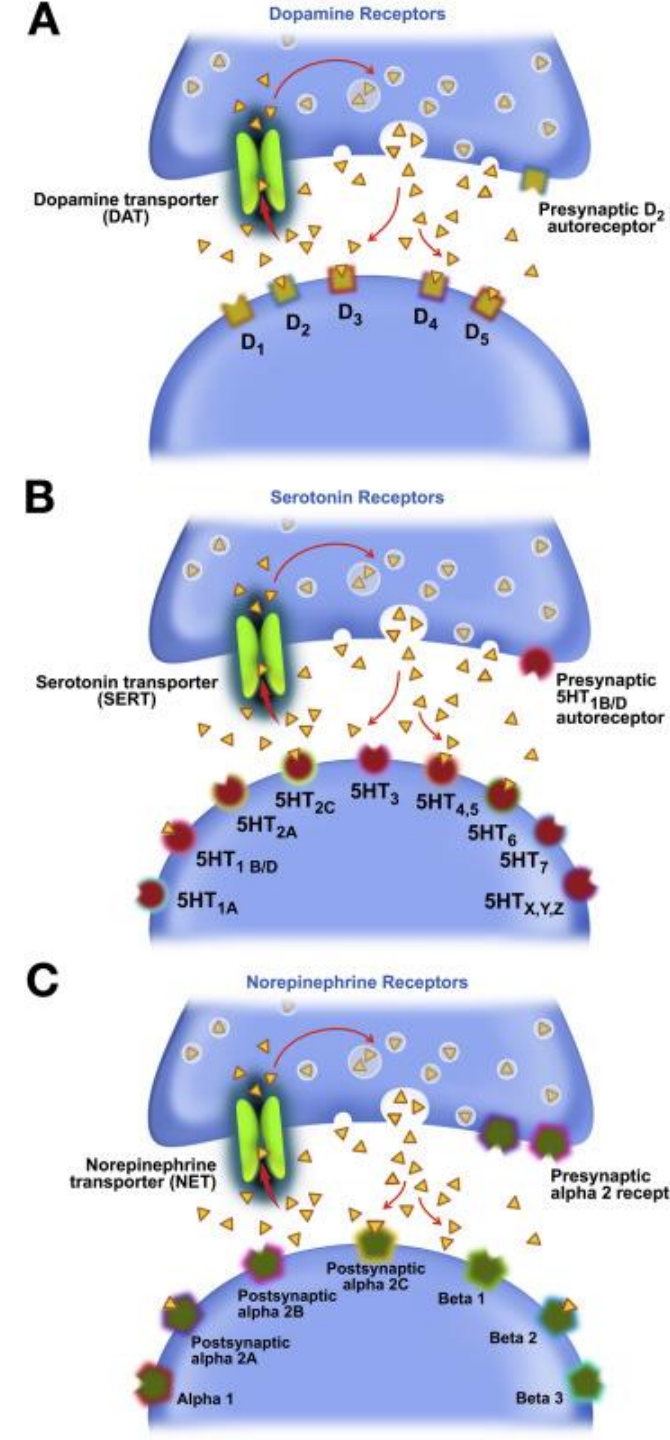 A
Dopamine Receptors
Dopamine transporter
(DAT)
Presynaptic D2
autoreceptor
D1
D2
D3
D4
D5
B
Serotonin Receptors
Serotonin transporter
(SERT)
Presynaptic
5HT1B/D
autoreceptor
5HT1A
5HT1 B/D
5HT2A
5HT2C
5HT3
5HT4,5
5HT6
5HT7
5HTX,Y,Z
C
Norepinephrine Receptors
Norepinephrine
transporter (NET)
Presynaptic
alpha 2 recept
Alpha 1
Postsynaptic
alpha 2A
Postsynaptic
alpha 2B
Postsynaptic
alpha 2C
Beta 1
Beta 2
Beta 3